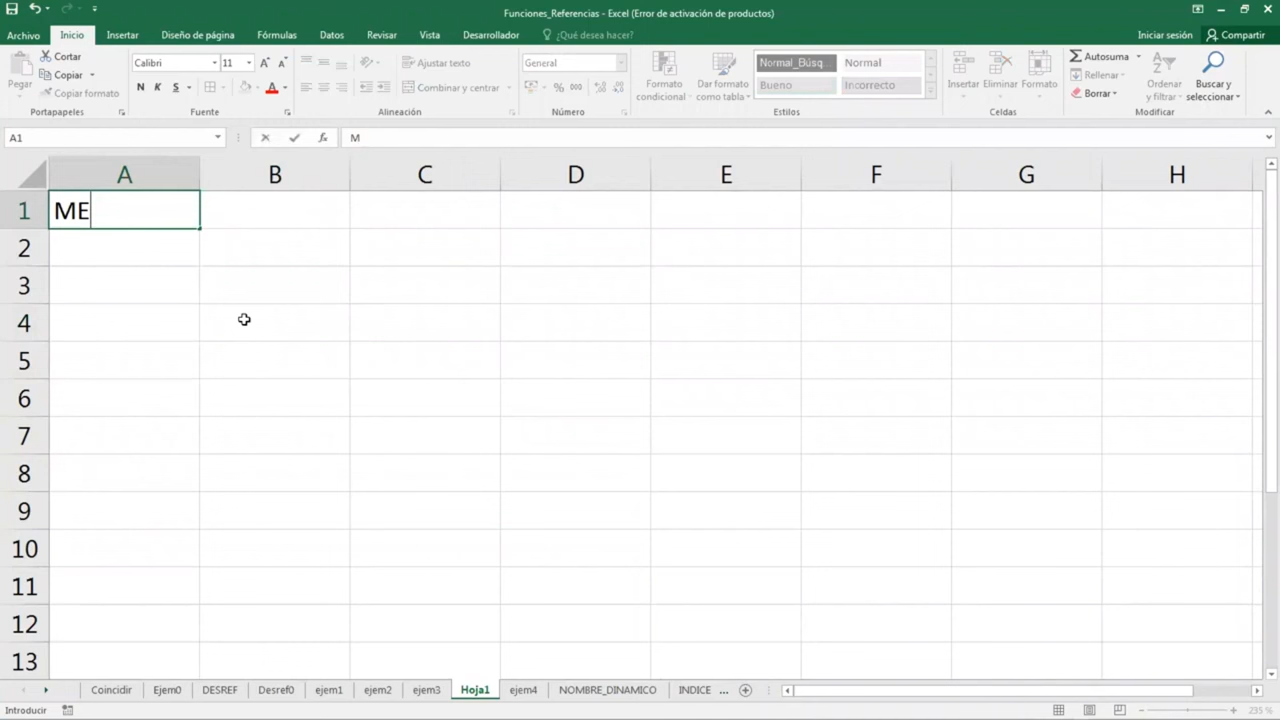 Funciones_Referencias - Excel (Error de activación de productos)
Archivo Inicio Insertar Diseño de página Fórmulas Datos Revisar Vista Desarrollador ¿Qué desea hacer? Iniciar sesión Compartir
Pegar
Cortar
Copiar
Copiar formato
Portapapeles
Calibri 11
N K S
Fuente
Ajustar texto
Combinar y centrar
Alineación
General
% 000
Número
Formato condicional
Dar formato como tabla
Normal_Búsq... Normal
Bueno Incorrecto
Estilos
Insertar Eliminar Formato
Celdas
Autosuma
Rellenar
Borrar
Ordenar y filtrar
Buscar y seleccionar
Modificar
A1 fx M
A B C D E F G H
1 ME
2
3
4
5
6
7
8
9
10
11
12
13
Coincidir Ejem0 DESREF Desref0 ejem1 ejem2 ejem3 Hoja1 ejem4 NOMBRE_DINAMICO INDICE ...
Introducir 235 %